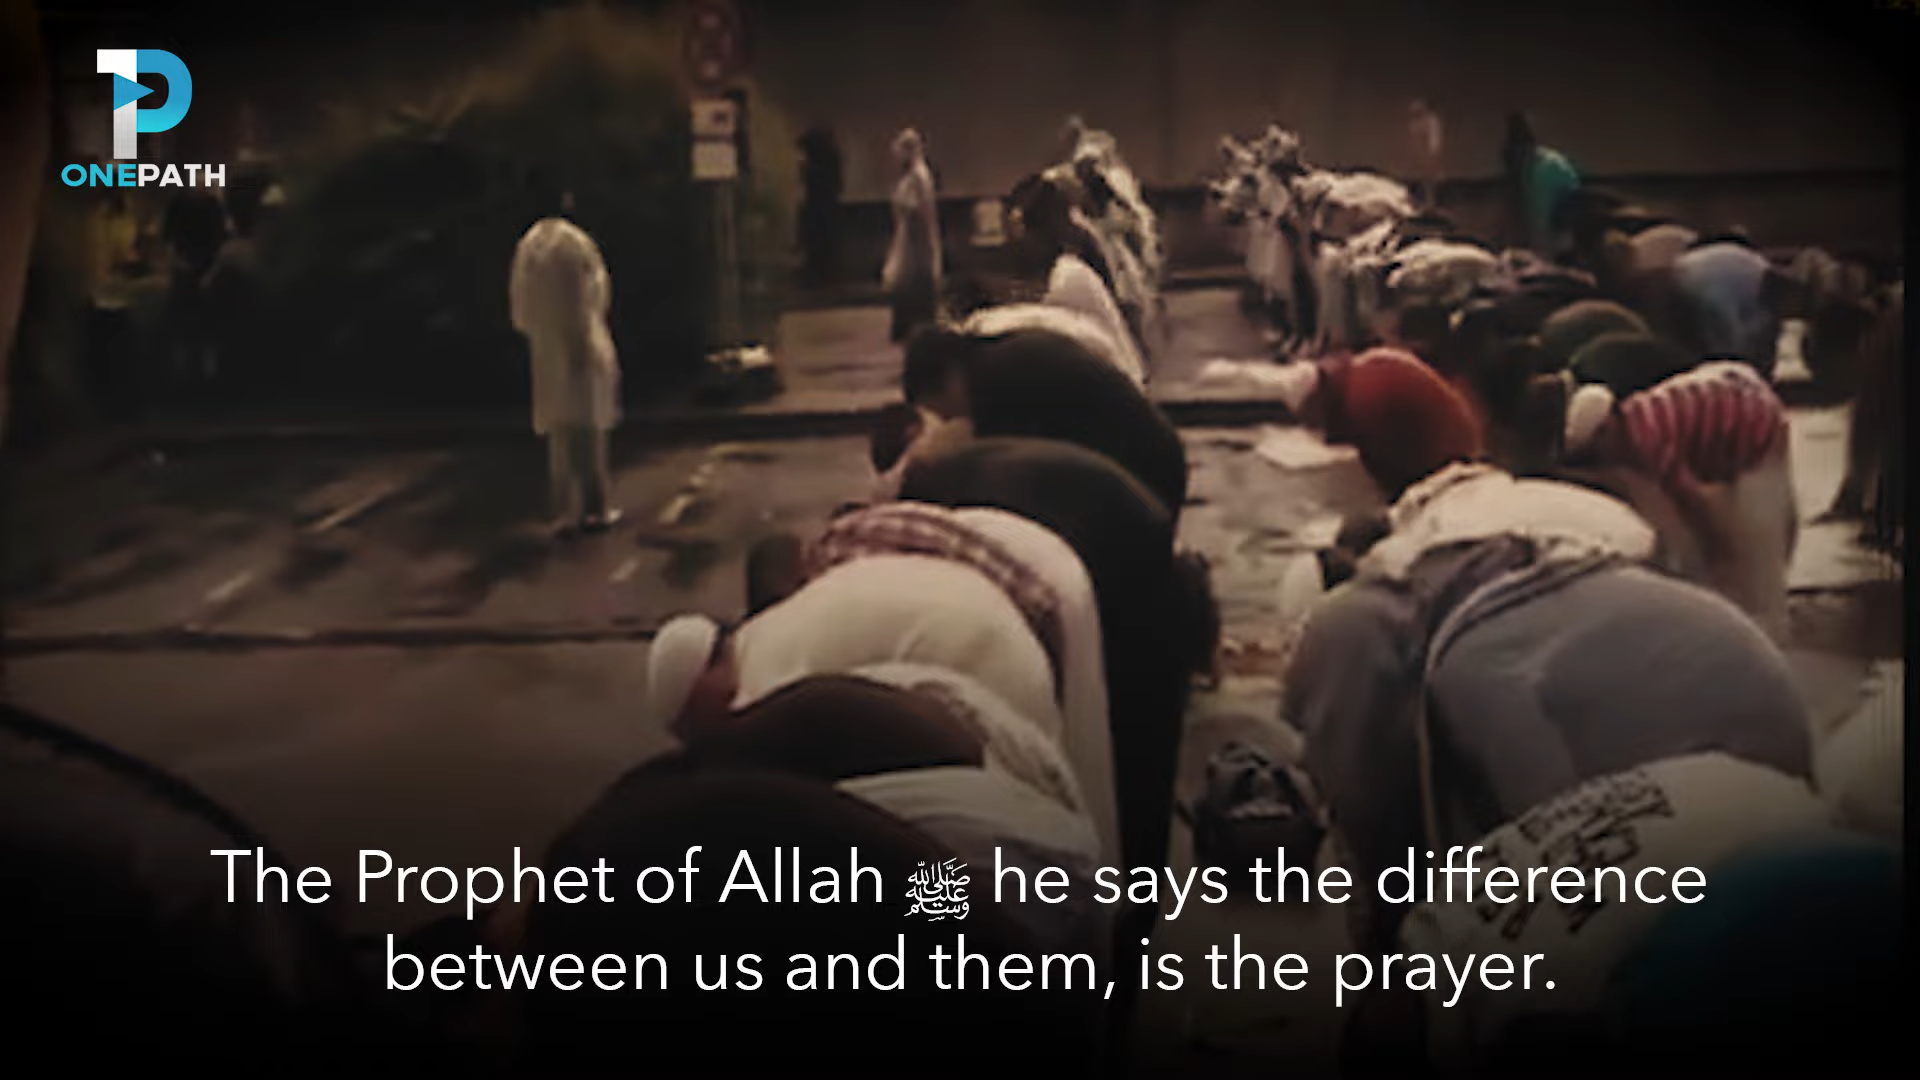 ONEPATH
The Prophet of Allah ﷺ he says the difference
between us and them, is the prayer.